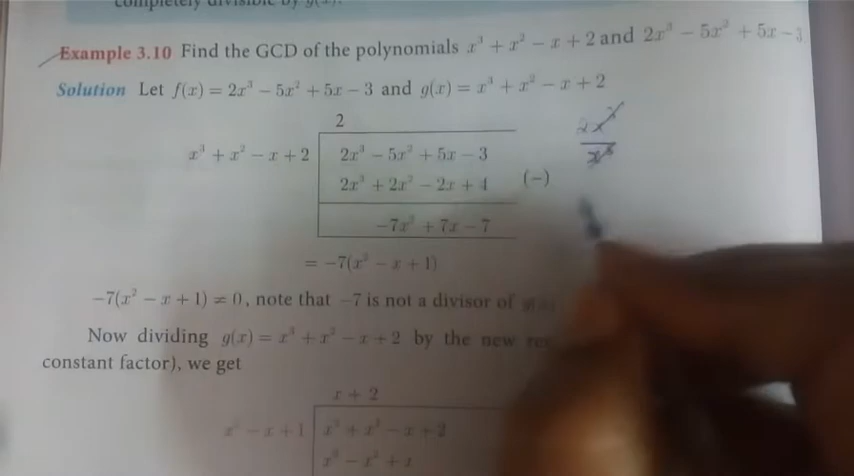 completely divisible by g(x).
Example 3.10 Find the GCD of the polynomials x³ + x² − x + 2 and 2x³ − 5x² + 5x − 3
Solution Let f(x) = 2x³ − 5x² + 5x − 3 and g(x) = x³ + x² − x + 2
2
x³ + x² − x + 2 2x³ − 5x² + 5x − 3
2x³ + 2x² − 2x + 4 (−)
−7x² + 7x − 7
= −7(x² − x + 1)
−7(x² − x + 1) ≠ 0, note that −7 is not a divisor of
Now dividing g(x) = x³ + x² − x + 2 by the new
constant factor), we get
x + 2
x² − x + 1 x³ + x² − x + 2
x³ − x² + x